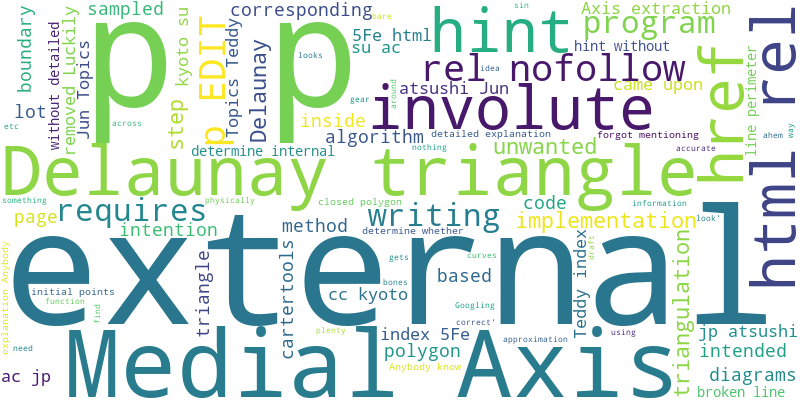 boundary
sampled
corresponding
Axis extraction
sin
bare
program
hint
html rel
p p
p EDIT
5Fe html
su ac
hint without
removed Luckily
Jun Topics
without detailed
kyoto su
step
Topics Teddy
Delaunay
looks
idea
rel nofollow
href
line perimeter
ahem
way
atsushi Jun
came upon
lot
etc
across
gear
around
involute
inside
algorithm
detailed explanation
forgot mentioning
accurate
determine internal
nothing
unwanted
Delaunay triangle
something
physically
closed polygon
information
requires
writing
code
page
intention
method
implementation
look'
external
explanation Anybody
triangle
cartertools
determine whether
gets
curves
based
Teddy index
draft
triangulation
initial points
function
find
cc kyoto
bones
Googling
plenty
correct'
need
index 5Fe
approximation
jp atsushi
Medial Axis
polygon
intended
ac jp
Anybody know
using
diagrams
broken line